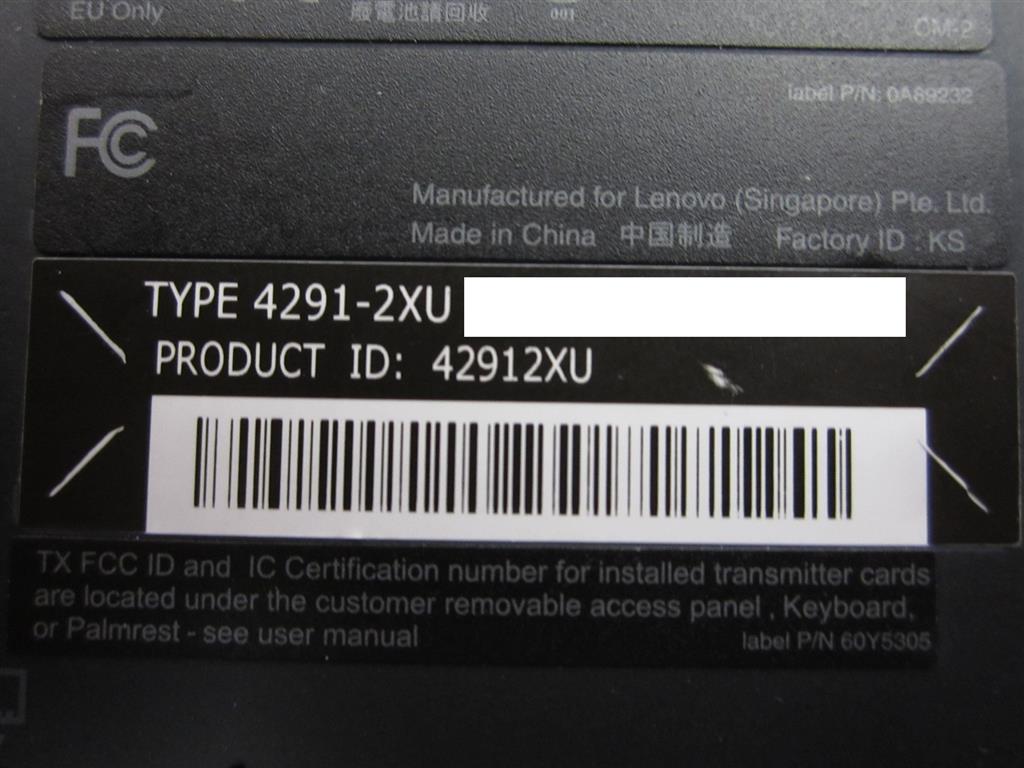 EU Only 廢電池請回收 001 CM-2
label P/N: 0A89232
FC
Manufactured for Lenovo (Singapore) Pte. Ltd.
Made in China 中国制造 Factory ID : KS
TYPE 4291-2XU
PRODUCT ID: 42912XU
TX FCC ID and IC Certification number for installed transmitter cards
are located under the customer removable access panel , Keyboard,
or Palmrest - see user manual
label P/N 60Y5305